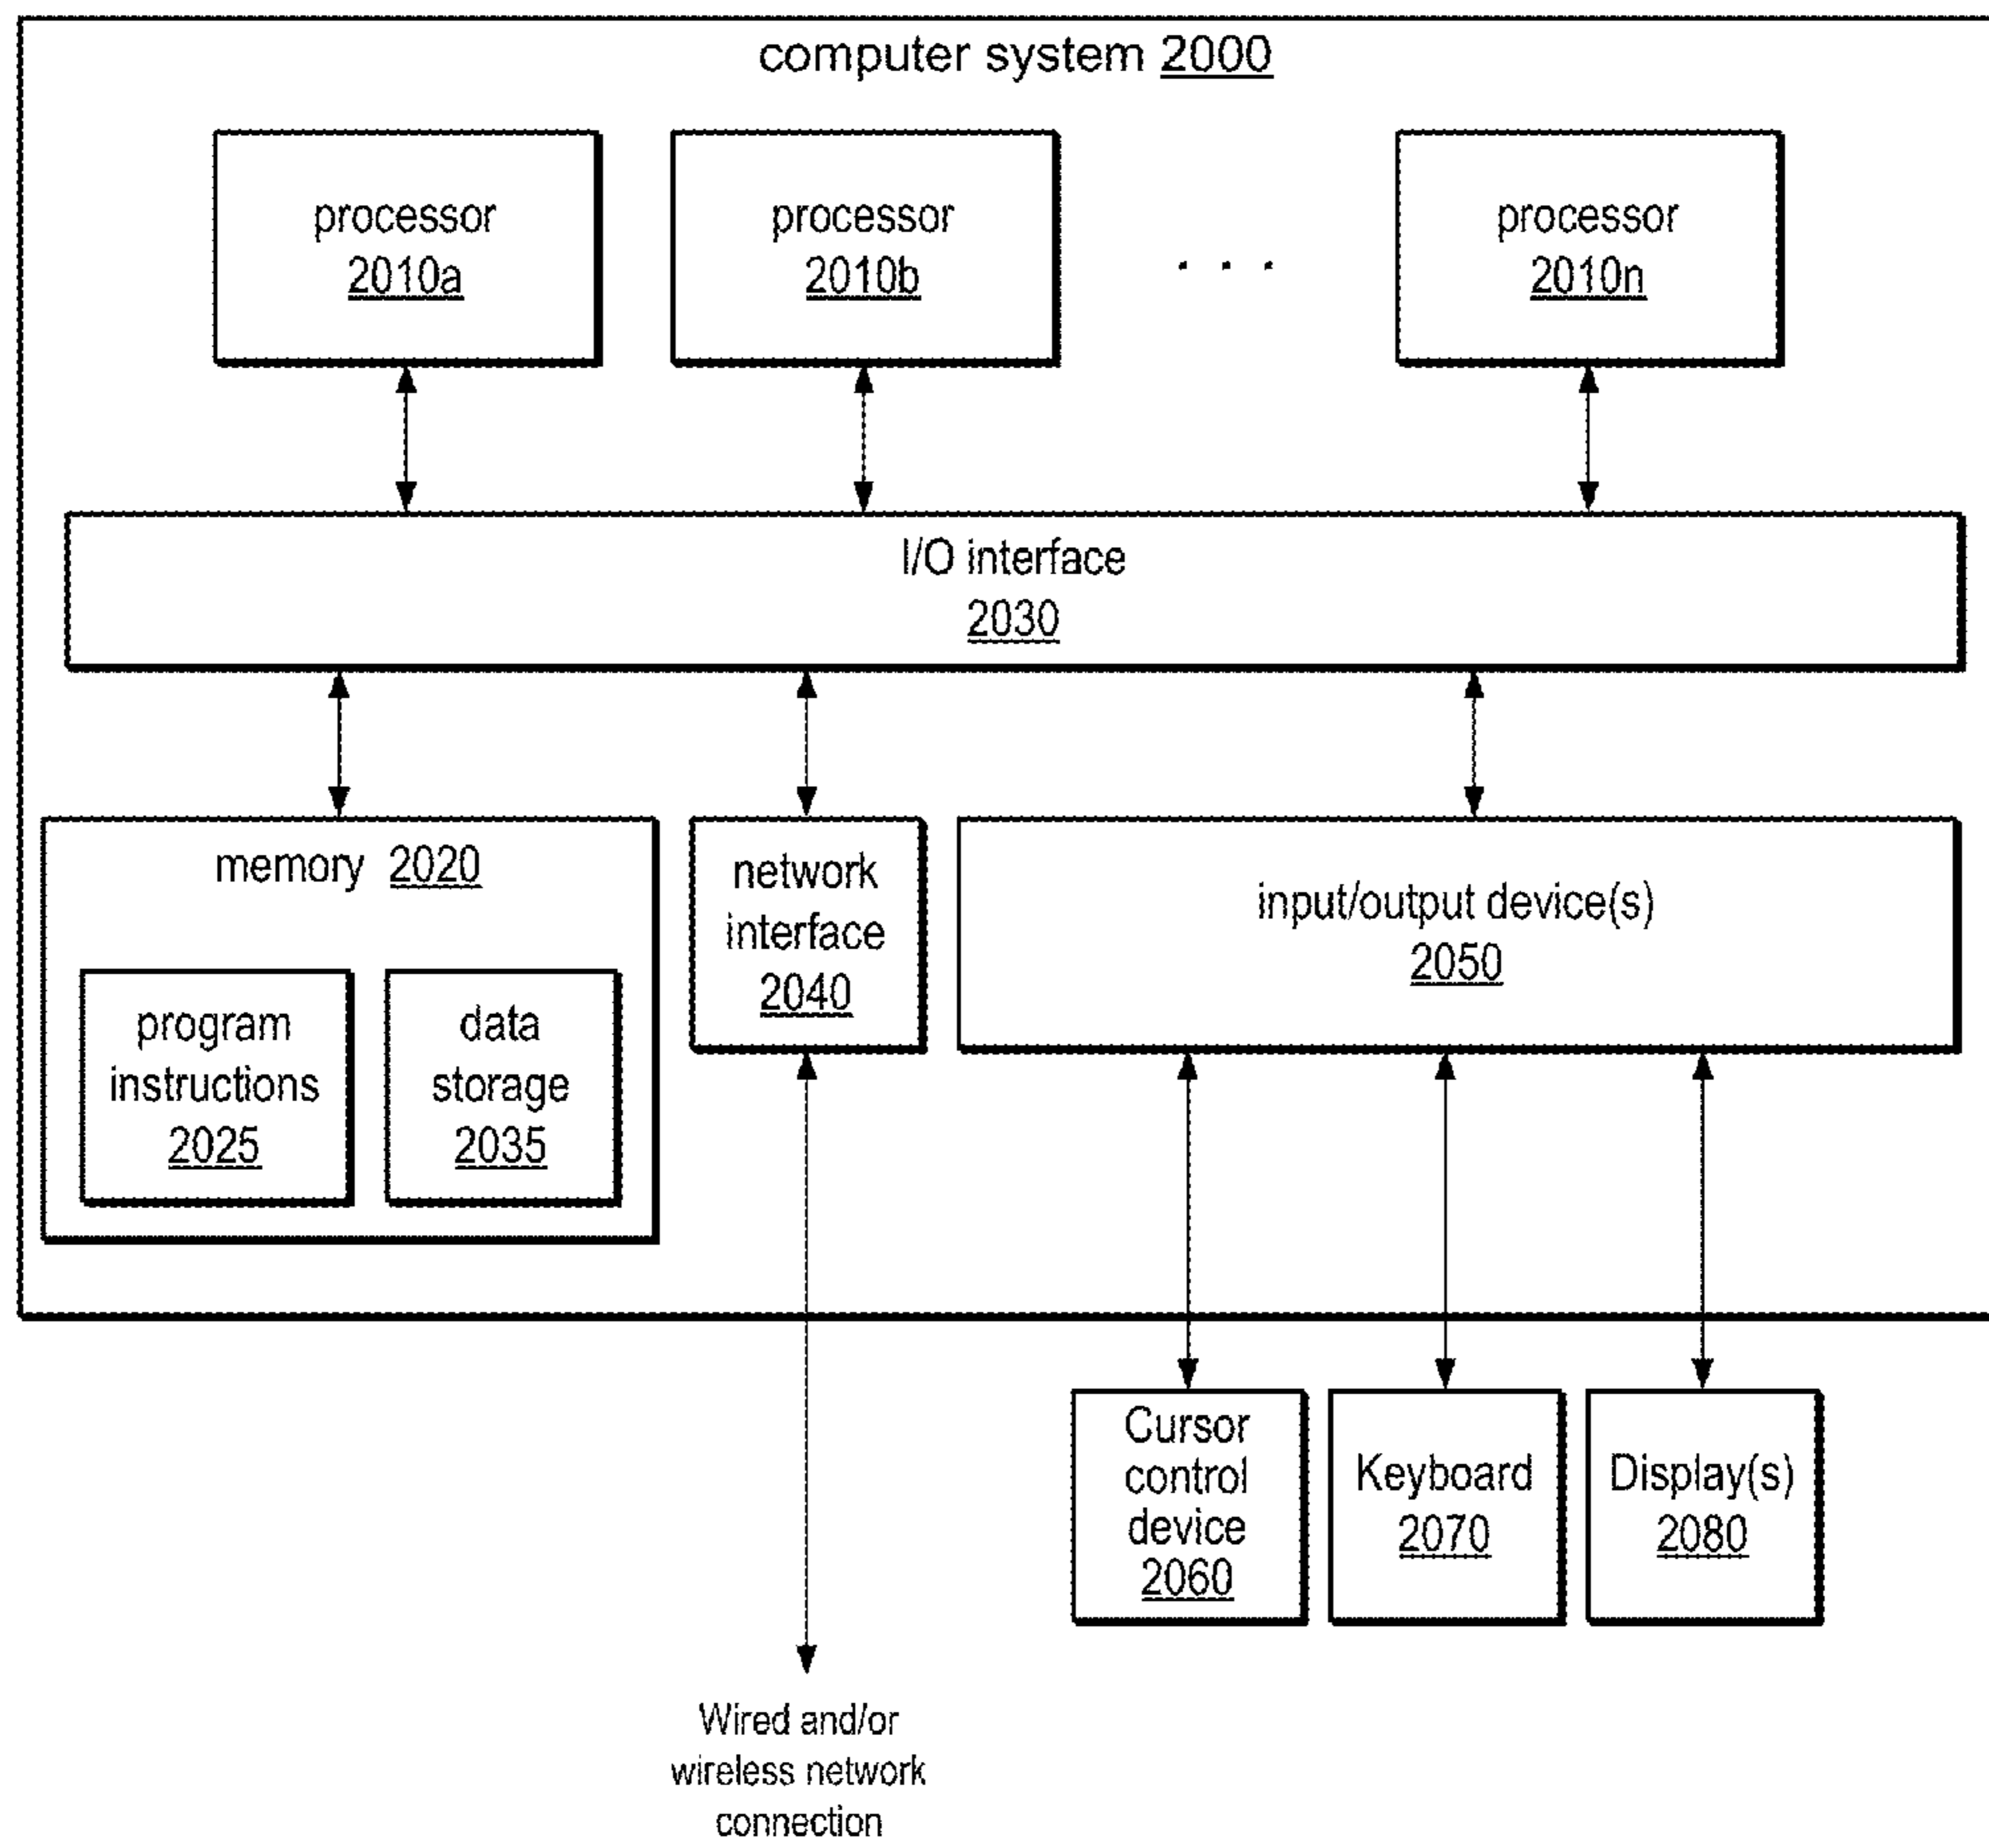 computer system 2000
processor
2010a
processor
2010b
. . .
processor
2010n
I/O interface
2030
memory 2020
program
instructions
2025
data
storage
2035
network
interface
2040
input/output device(s)
2050
Cursor
control
device
2060
Keyboard
2070
Display(s)
2080
Wired and/or
wireless network
connection